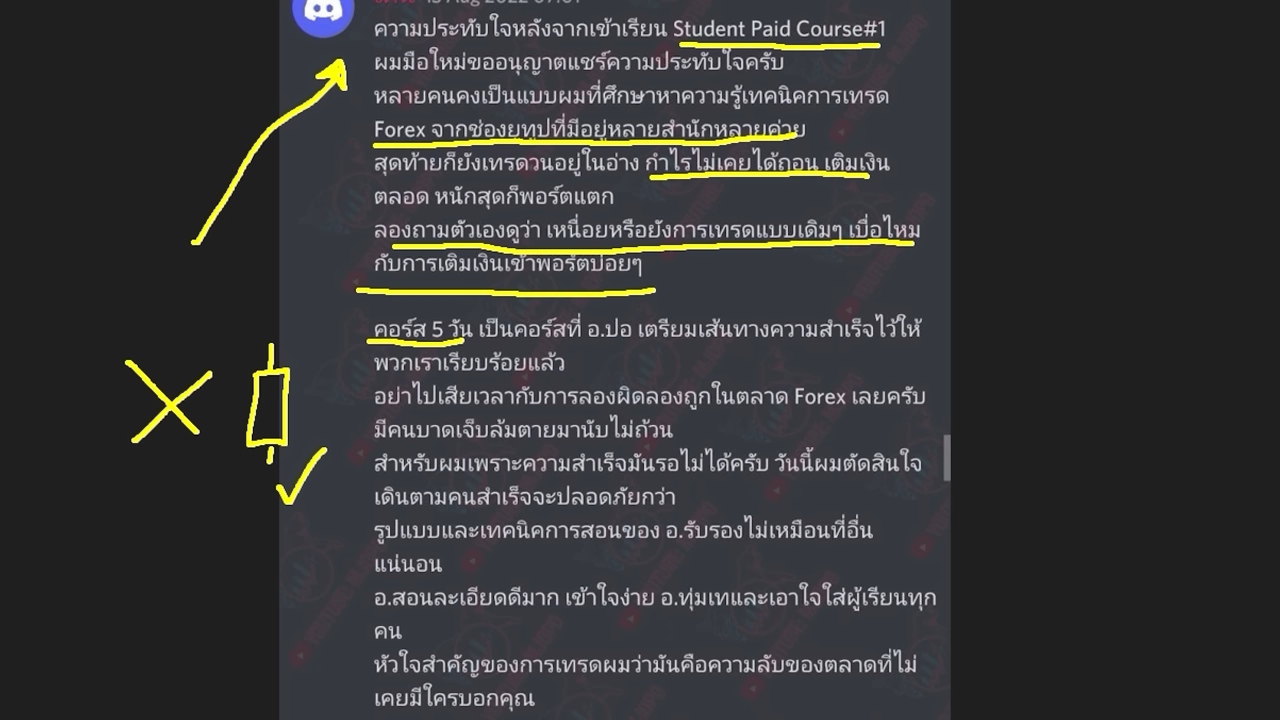 ความประทับใจหลังจากเข้าเรียน Student Paid Course#1
ผมมือใหม่ขออนุญาตแชร์ความประทับใจครับ
หลายคนคงเป็นแบบผมที่ศึกษาหาความรู้เทคนิคการเทรด
Forex จากช่องยูทูปที่มีอยู่หลายสำนักหลายค่าย
สุดท้ายก็ยังเทรดวนอยู่ในอ่าง กำไรไม่เคยได้ถอน เติมเงิน
ตลอด หนักสุดก็พอร์ตแตก
ลองถามตัวเองดูว่า เหนื่อยหรือยังการเทรดแบบเดิมๆ เบื่อไหม
กับการเติมเงินเข้าพอร์ตบ่อยๆ
คอร์ส 5 วัน เป็นคอร์สที่ อ.ปอ เตรียมเส้นทางความสำเร็จไว้ให้
พวกเราเรียบร้อยแล้ว
อย่าไปเสียเวลากับการลองผิดลองถูกในตลาด Forex เลยครับ
มีคนบาดเจ็บล้มตายมานับไม่ถ้วน
สำหรับผมเพราะความสำเร็จมันรอไม่ได้ครับ วันนี้ผมตัดสินใจ
เดินตามคนสำเร็จจะปลอดภัยกว่า
รูปแบบและเทคนิคการสอนของ อ.รับรองไม่เหมือนที่อื่น
แน่นอน
อ.สอนละเอียดดีมาก เข้าใจง่าย อ.ทุ่มเทและเอาใจใส่ผู้เรียนทุก
คน
หัวใจสำคัญของการเทรดผมว่ามันคือความลับของตลาดที่ไม่
เคยมีใครบอกคุณ